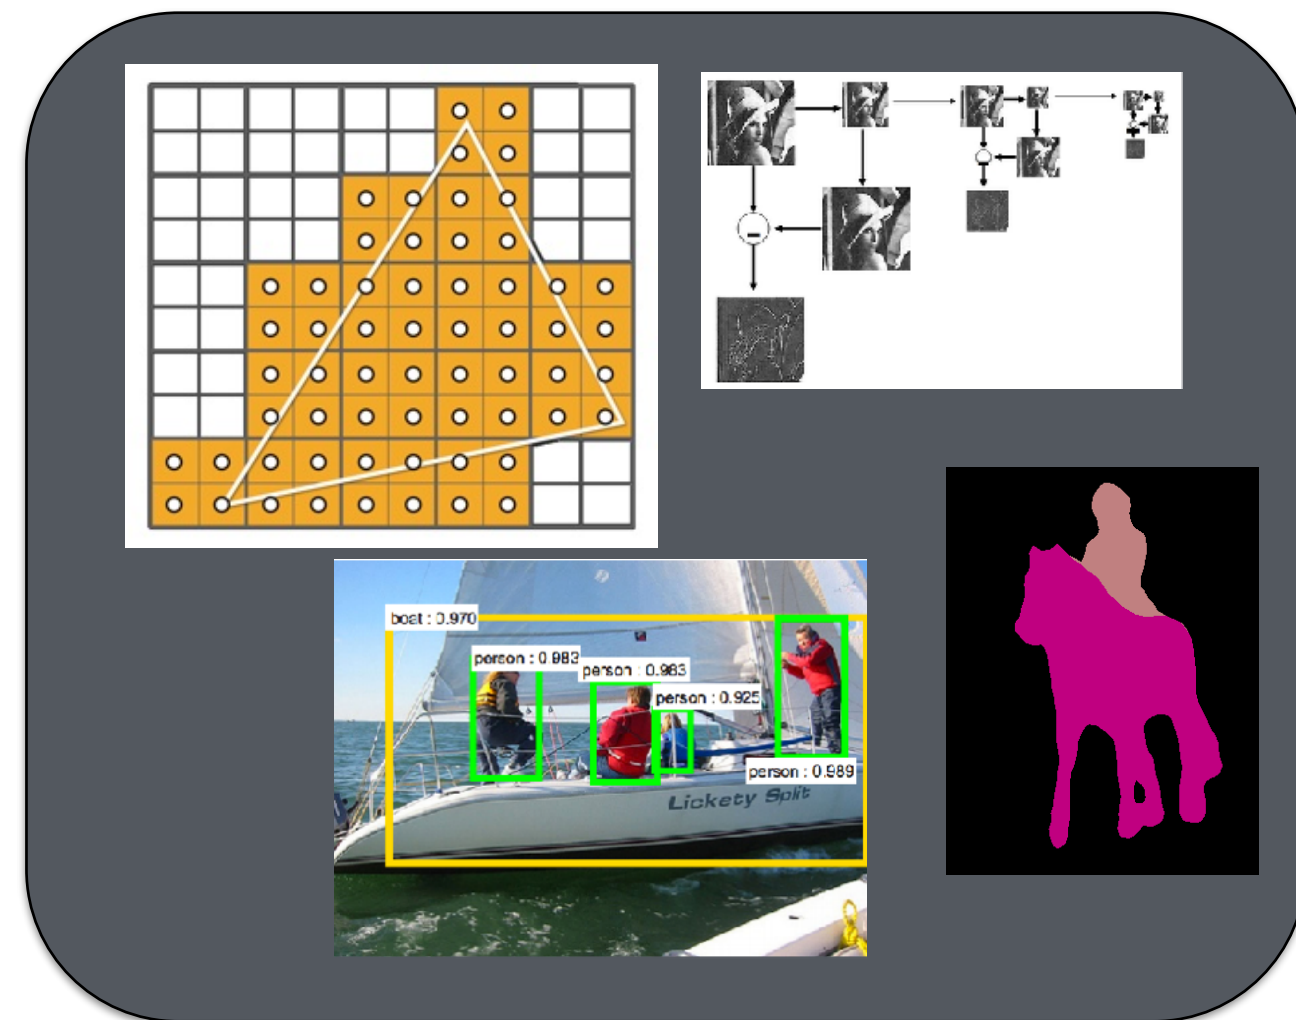 boat : 0.970
person : 0.983
person : 0.983
person : 0.925
person : 0.989
Lickety Split